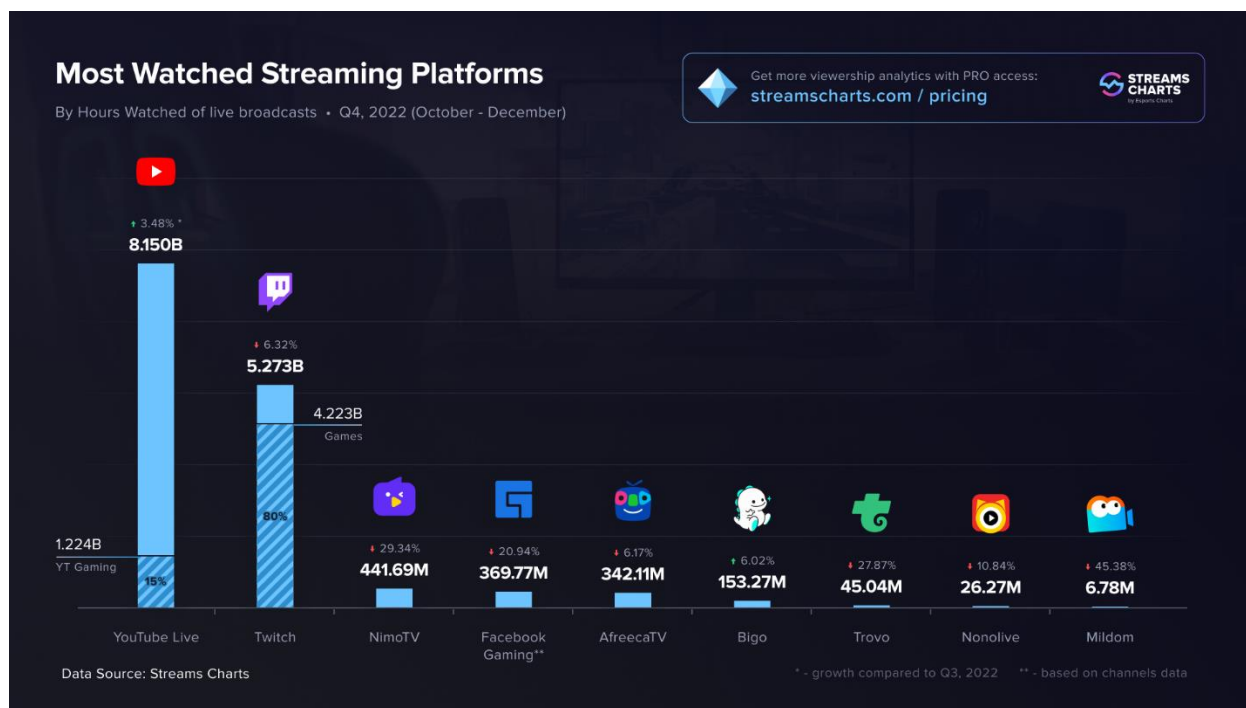 Most Watched Streaming Platforms
By Hours Watched of live broadcasts • Q4, 2022 (October - December)
Get more viewership analytics with PRO access:
streamscharts.com / pricing
STREAMS
CHARTS
by Esports Charts
3.48% *
8.150B
6.32%
5.273B
4.223B
Games
80%
1.224B
YT Gaming
15%
29.34%
441.69M
20.94%
369.77M
6.17%
342.11M
6.02%
153.27M
27.87%
45.04M
10.84%
26.27M
45.38%
6.78M
YouTube Live
Twitch
NimoTV
Facebook
Gaming**
AfreecaTV
Bigo
Trovo
Nonolive
Mildom
Data Source: Streams Charts
* - growth compared to Q3, 2022 ** - based on channels data